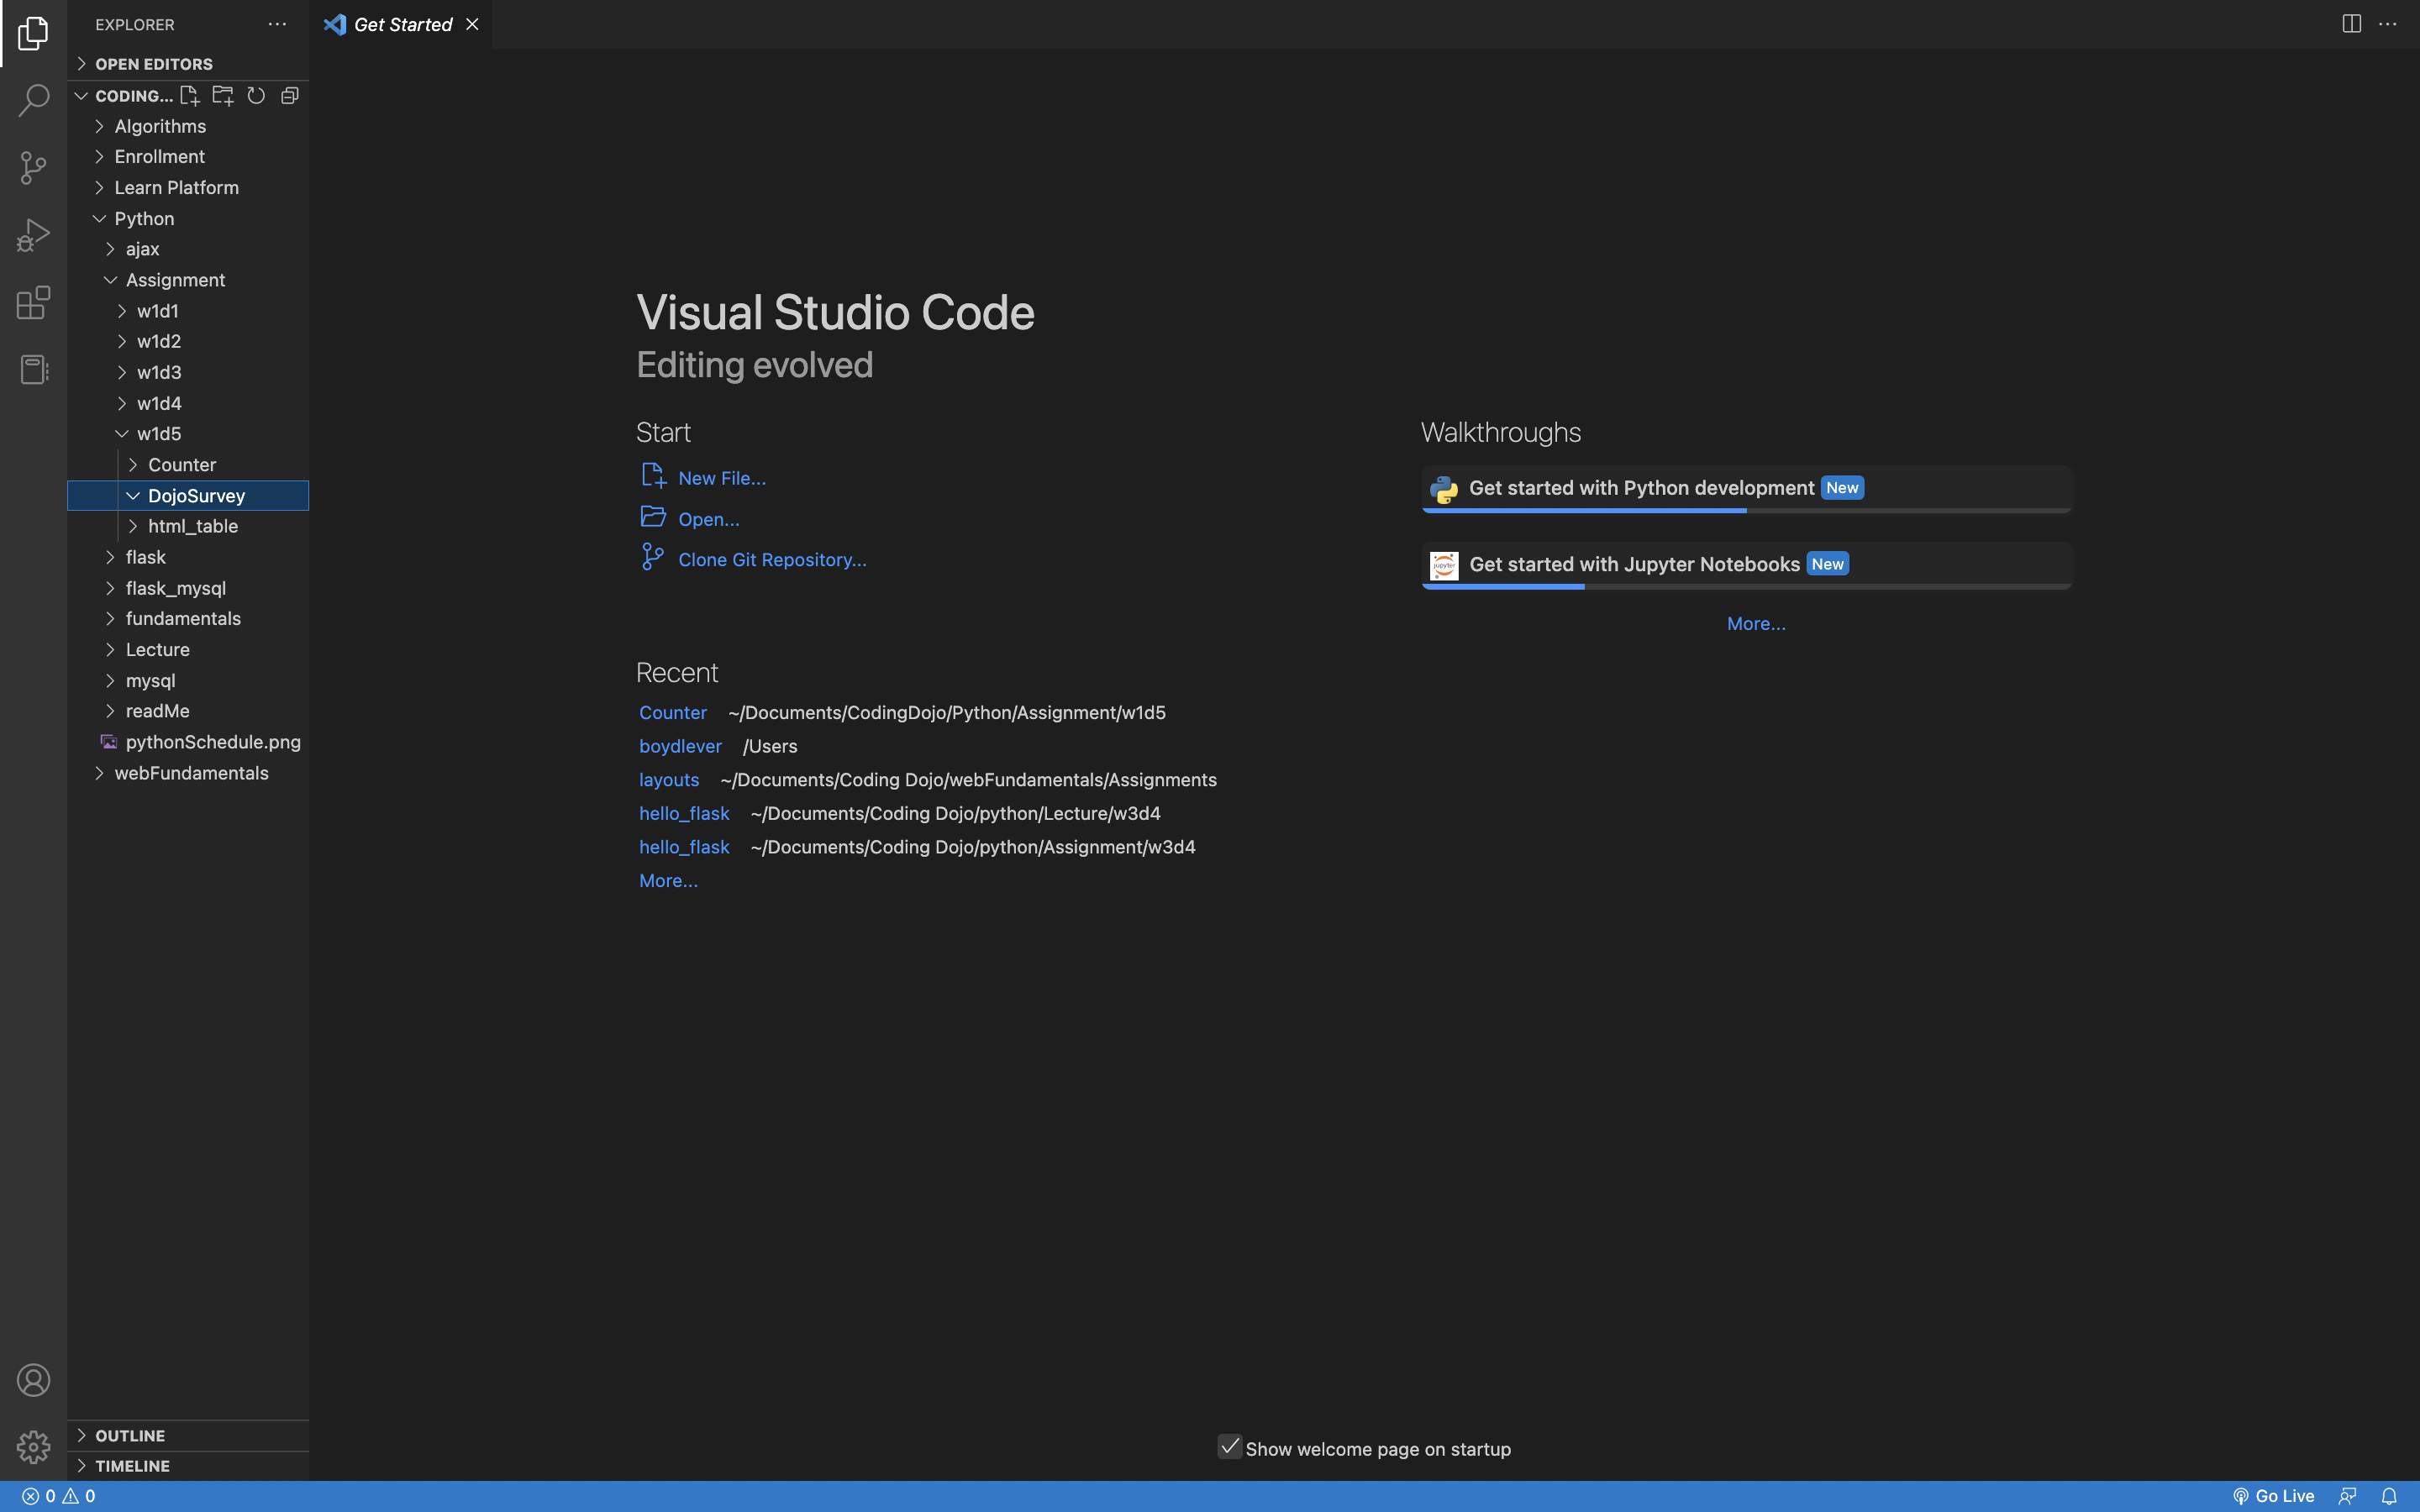 EXPLORER
OPEN EDITORS
CODING...
Algorithms
Enrollment
Learn Platform
Python
ajax
Assignment
w1d1
w1d2
w1d3
w1d4
w1d5
Counter
DojoSurvey
html_table
flask
flask_mysql
fundamentals
Lecture
mysql
readMe
pythonSchedule.png
webFundamentals
OUTLINE
TIMELINE
Get Started
Visual Studio Code
Editing evolved
Start
New File...
Open...
Clone Git Repository...
Recent
Counter ~/Documents/CodingDojo/Python/Assignment/w1d5
boydlever /Users
layouts ~/Documents/Coding Dojo/webFundamentals/Assignments
hello_flask ~/Documents/Coding Dojo/python/Lecture/w3d4
hello_flask ~/Documents/Coding Dojo/python/Assignment/w3d4
More...
Walkthroughs
Get started with Python development New
jupyter
Get started with Jupyter Notebooks New
More...
Show welcome page on startup
0 0
Go Live